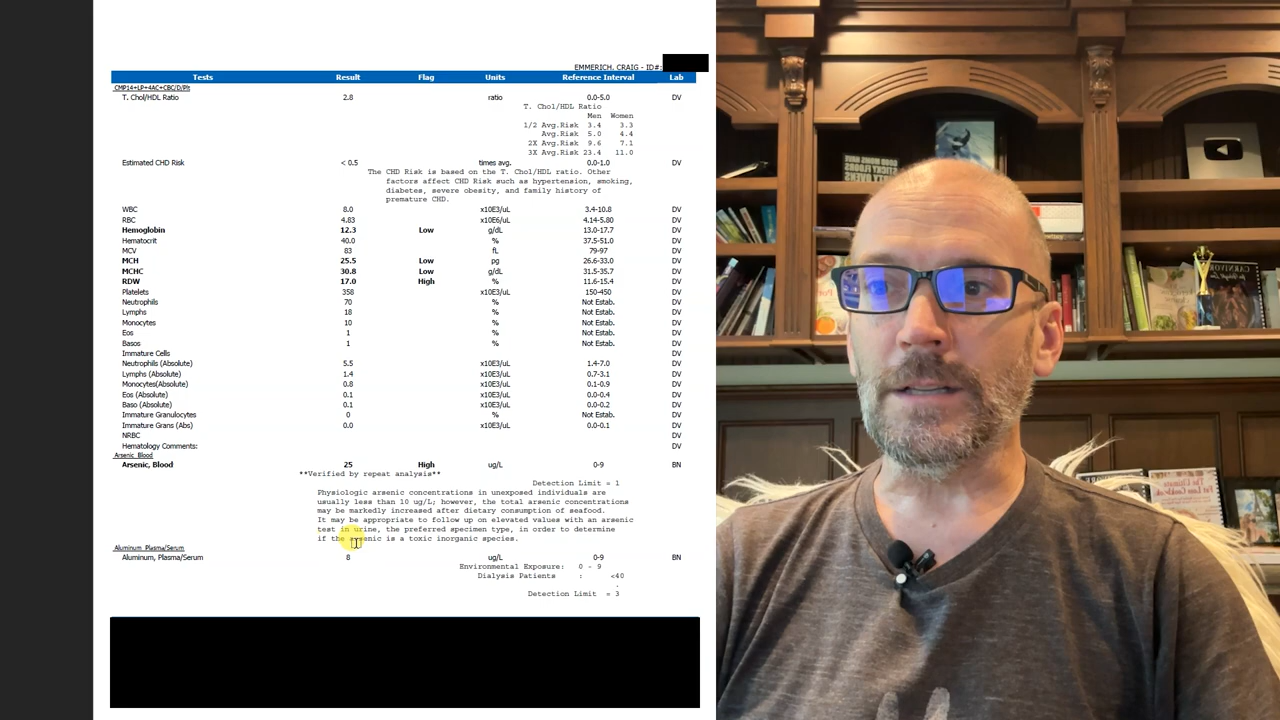 EMMERICH, CRAIG - ID#:
Tests Result Flag Units Reference Interval Lab
CMP14+LP+4AC+CBC/D/Plt
T. Chol/HDL Ratio 2.8 ratio 0.0-5.0 DV
T. Chol/HDL Ratio
Men Women
1/2 Avg.Risk 3.4 3.3
Avg.Risk 5.0 4.4
2X Avg.Risk 9.6 7.1
3X Avg.Risk 23.4 11.0
Estimated CHD Risk < 0.5 times avg. 0.0-1.0 DV
The CHD Risk is based on the T. Chol/HDL ratio. Other
factors affect CHD Risk such as hypertension, smoking,
diabetes, severe obesity, and family history of
premature CHD.
WBC 8.0 x10E3/uL 3.4-10.8 DV
RBC 4.83 x10E6/uL 4.14-5.80 DV
Hemoglobin 12.3 Low g/dL 13.0-17.7 DV
Hematocrit 40.0 % 37.5-51.0 DV
MCV 83 fL 79-97 DV
MCH 25.5 Low pg 26.6-33.0 DV
MCHC 30.8 Low g/dL 31.5-35.7 DV
RDW 17.0 High % 11.6-15.4 DV
Platelets 358 x10E3/uL 150-450 DV
Neutrophils 70 % Not Estab. DV
Lymphs 18 % Not Estab. DV
Monocytes 10 % Not Estab. DV
Eos 1 % Not Estab. DV
Basos 1 % Not Estab. DV
Immature Cells DV
Neutrophils (Absolute) 5.5 x10E3/uL 1.4-7.0 DV
Lymphs (Absolute) 1.4 x10E3/uL 0.7-3.1 DV
Monocytes(Absolute) 0.8 x10E3/uL 0.1-0.9 DV
Eos (Absolute) 0.1 x10E3/uL 0.0-0.4 DV
Baso (Absolute) 0.1 x10E3/uL 0.0-0.2 DV
Immature Granulocytes 0 % Not Estab. DV
Immature Grans (Abs) 0.0 x10E3/uL 0.0-0.1 DV
NRBC DV
Hematology Comments: DV
Arsenic, Blood
Arsenic, Blood 25 High ug/L 0-9 BN
**Verified by repeat analysis**
Detection Limit = 1
Physiologic arsenic concentrations in unexposed individuals are
usually less than 10 ug/L; however, the total arsenic concentrations
may be markedly increased after dietary consumption of seafood.
It may be appropriate to follow up on elevated values with an arsenic
test in urine, the preferred specimen type, in order to determine
if the arsenic is a toxic inorganic species.
Aluminum, Plasma/Serum
Aluminum, Plasma/Serum 8 ug/L 0-9 BN
Environmental Exposure: 0 - 9
Dialysis Patients : <40
.
Detection Limit = 3
GOOD MOMS
HAVE
STICKY
FLOORS
CARNIVORE